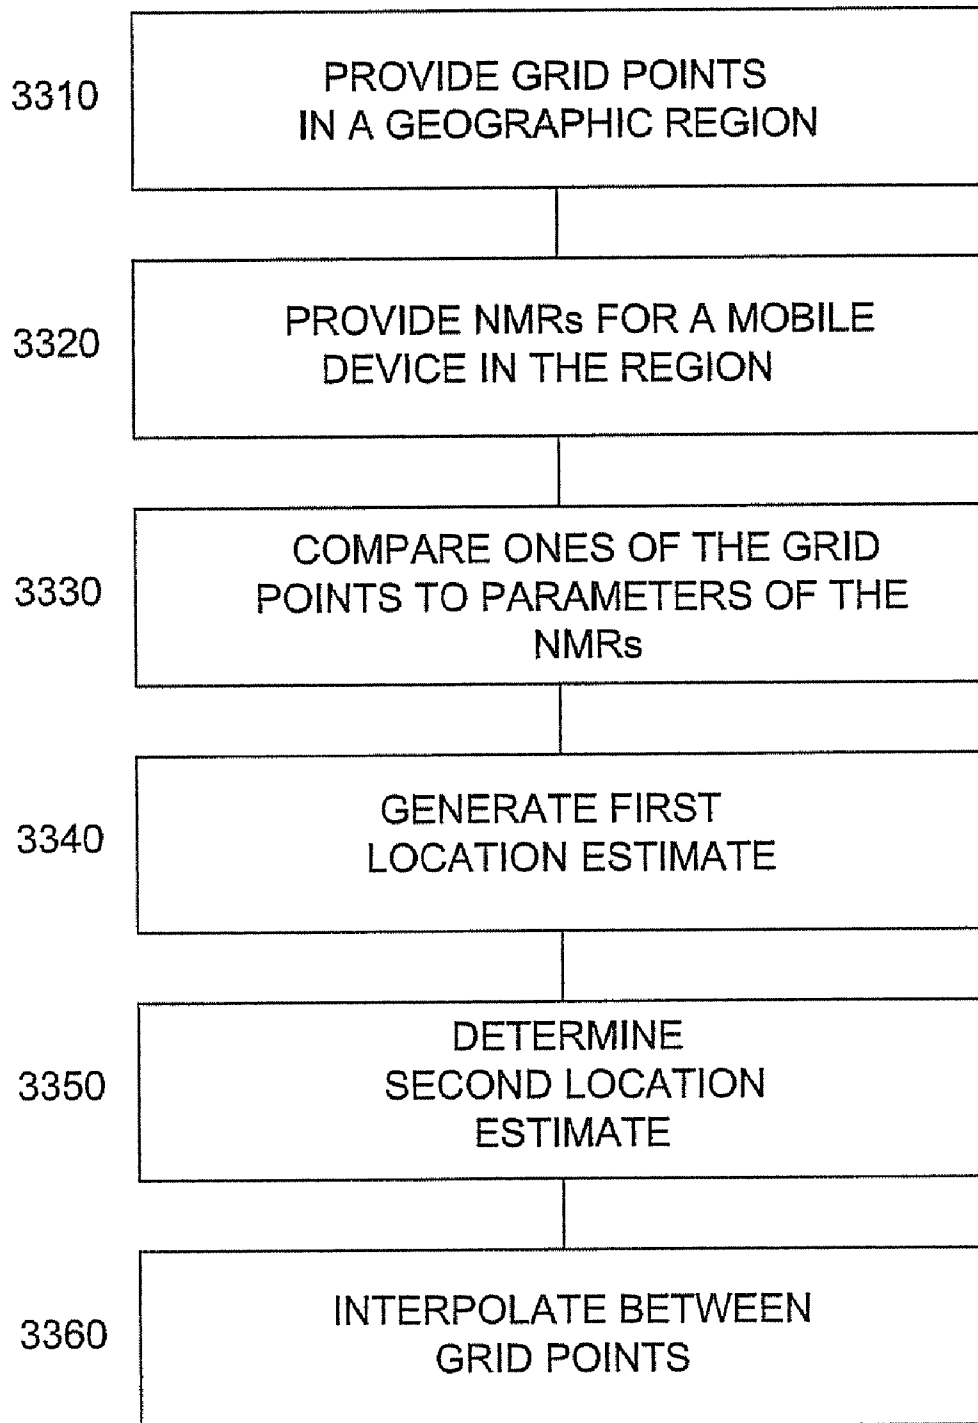 3310
PROVIDE GRID POINTS
IN A GEOGRAPHIC REGION
3320
PROVIDE NMRs FOR A MOBILE
DEVICE IN THE REGION
3330
COMPARE ONES OF THE GRID
POINTS TO PARAMETERS OF THE
NMRs
3340
GENERATE FIRST
LOCATION ESTIMATE
3350
DETERMINE
SECOND LOCATION
ESTIMATE
3360
INTERPOLATE BETWEEN
GRID POINTS